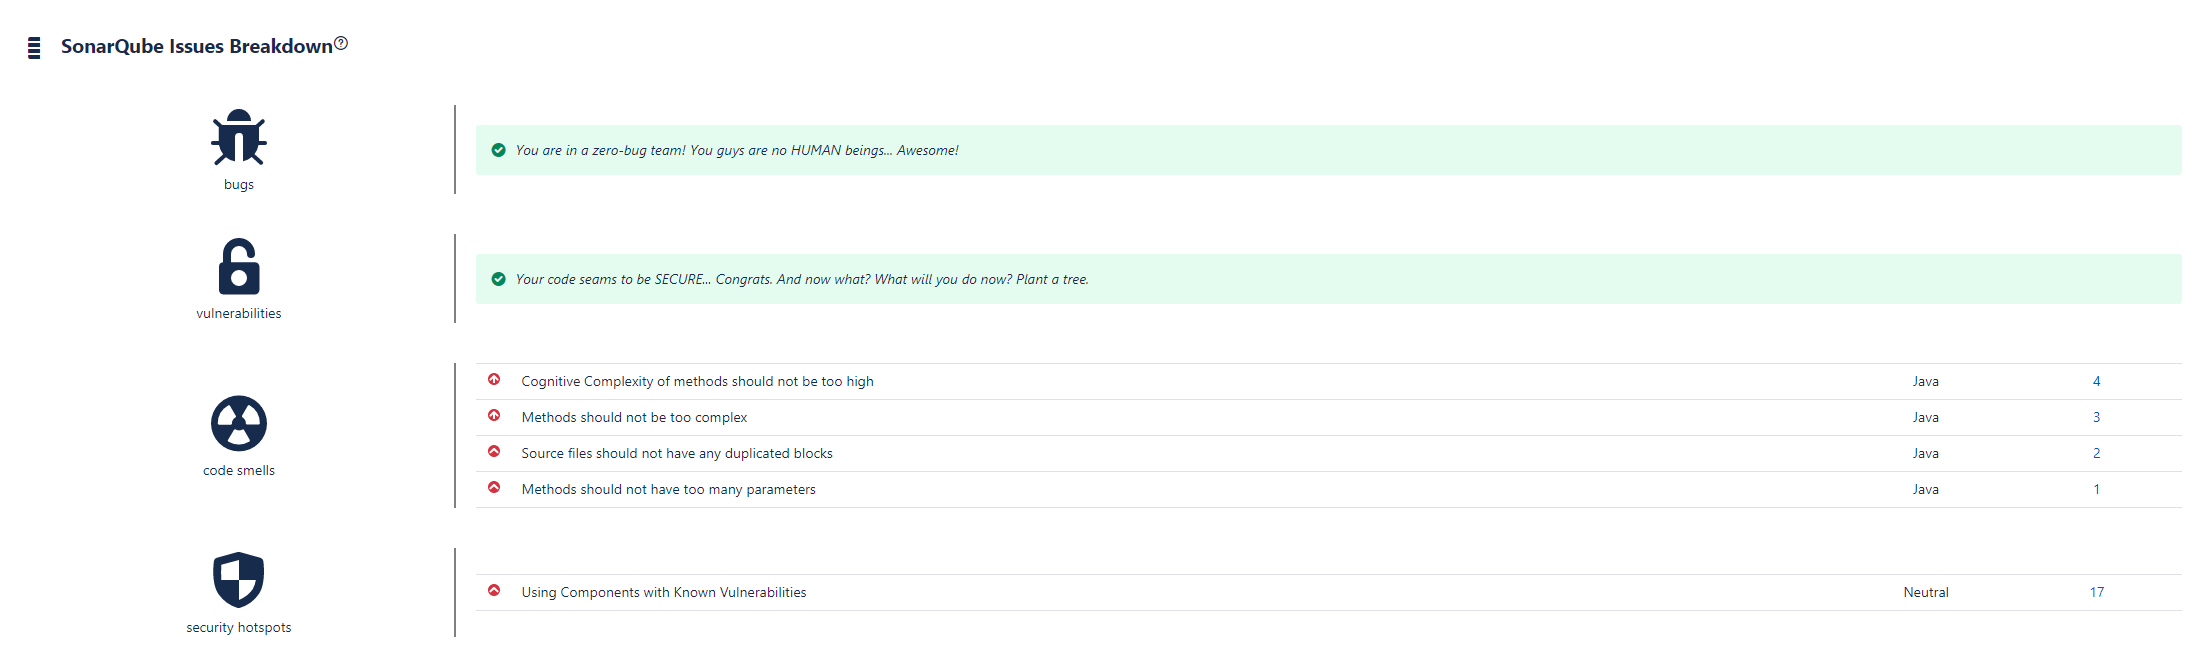 SonarQube Issues Breakdown?
bugs
You are in a zero-bug team! You guys are no HUMAN beings... Awesome!
vulnerabilities
Your code seams to be SECURE... Congrats. And now what? What will you do now? Plant a tree.
code smells
Cognitive Complexity of methods should not be too high Java 4
Methods should not be too complex Java 3
Source files should not have any duplicated blocks Java 2
Methods should not have too many parameters Java 1
security hotspots
Using Components with Known Vulnerabilities Neutral 17